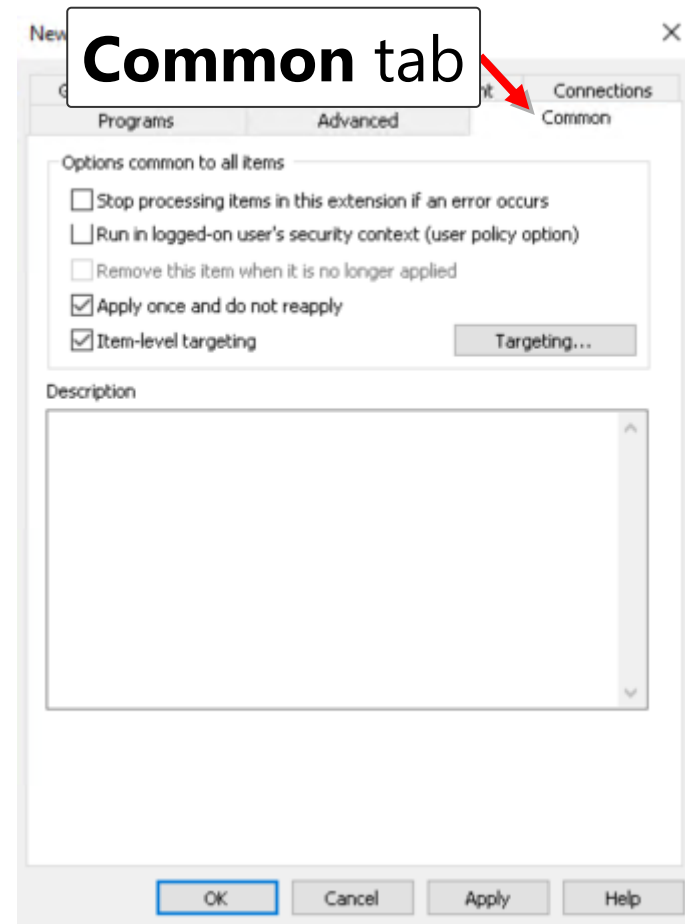 New
Common tab
Connections
Programs
Advanced
Common
Options common to all items
Stop processing items in this extension if an error occurs
Run in logged-on user's security context (user policy option)
Remove this item when it is no longer applied
Apply once and do not reapply
Item-level targeting
Targeting...
Description
OK
Cancel
Apply
Help